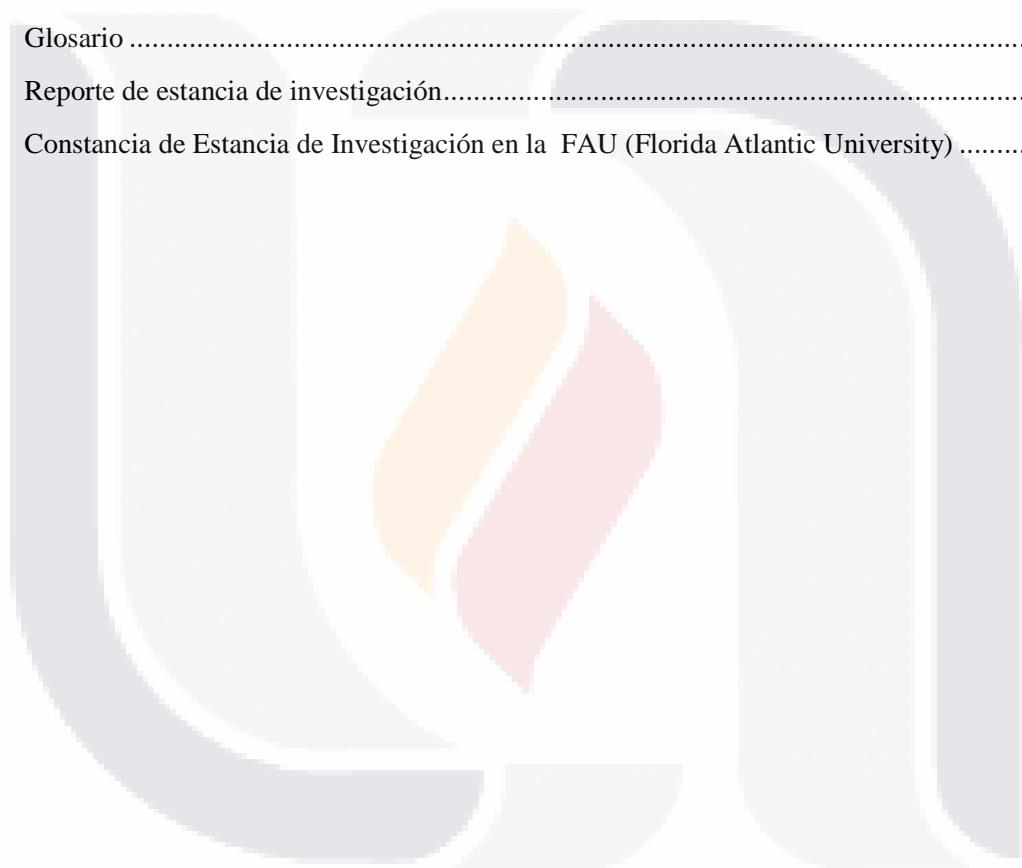 Glosario ..........................................................................................................................
Reporte de estancia de investigación..............................................................................
Constancia de Estancia de Investigación en la  FAU (Florida Atlantic University) .........